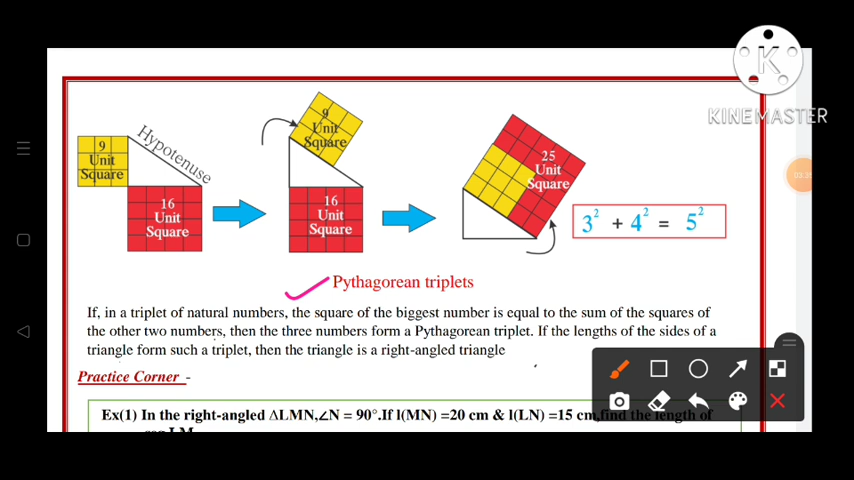 K
KINEMASTER
9
Unit
Square
Hypotenuse
16
Unit
Square
9
Unit
Square
16
Unit
Square
25
Unit
Square
3² + 4² = 5²
Pythagorean triplets
If, in a triplet of natural numbers, the square of the biggest number is equal to the sum of the squares of
the other two numbers, then the three numbers form a Pythagorean triplet. If the lengths of the sides of a
triangle form such a triplet, then the triangle is a right-angled triangle
Practice Corner -
Ex(1) In the right-angled ΔLMN,∠N = 90°.If l(MN) =20 cm & l(LN) =15 cm,find the length of